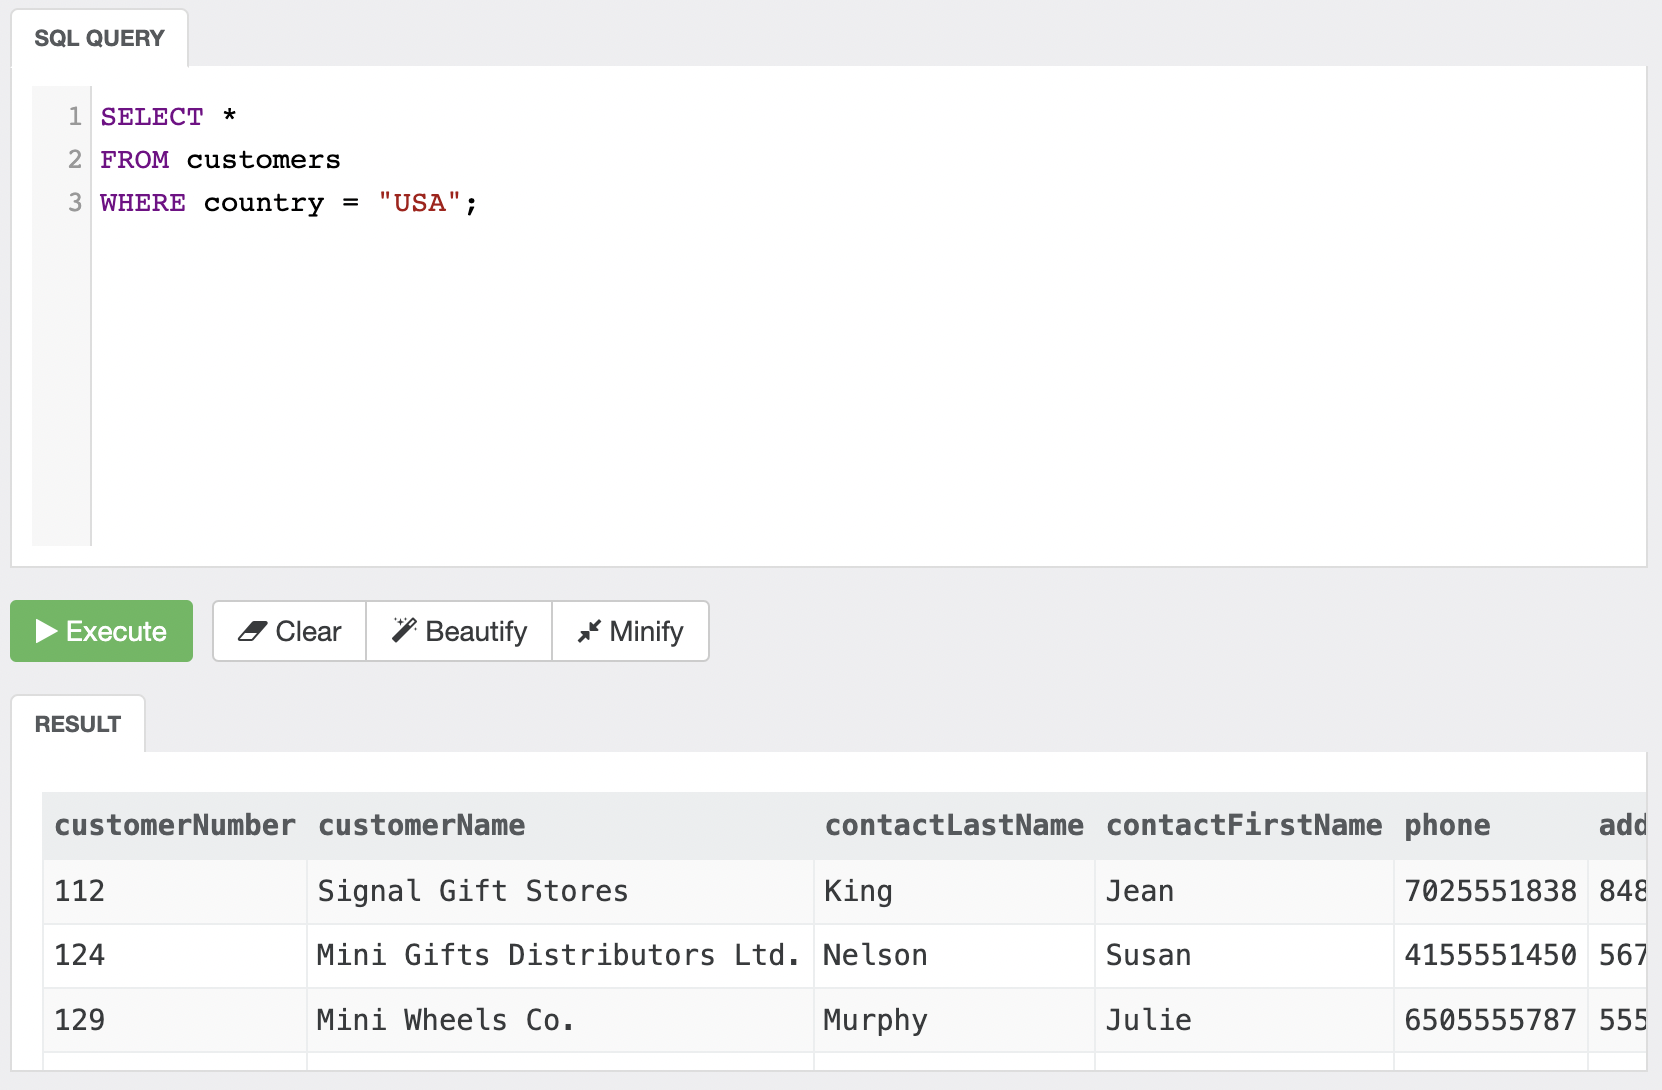 SQL QUERY
1 SELECT *
2 FROM customers
3 WHERE country = "USA";
Execute Clear Beautify Minify
RESULT
customerNumber customerName contactLastName contactFirstName phone add
112 Signal Gift Stores King Jean 7025551838 848
124 Mini Gifts Distributors Ltd. Nelson Susan 4155551450 567
129 Mini Wheels Co. Murphy Julie 6505555787 555